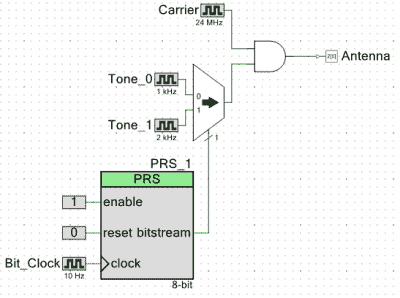 Carrier
24 MHz
Antenna
Tone_0
1 kHz
0
Tone_1
1
2 kHz
1
PRS_1
PRS
1 enable
0 reset bitstream
Bit_Clock clock
10 Hz
8-bit